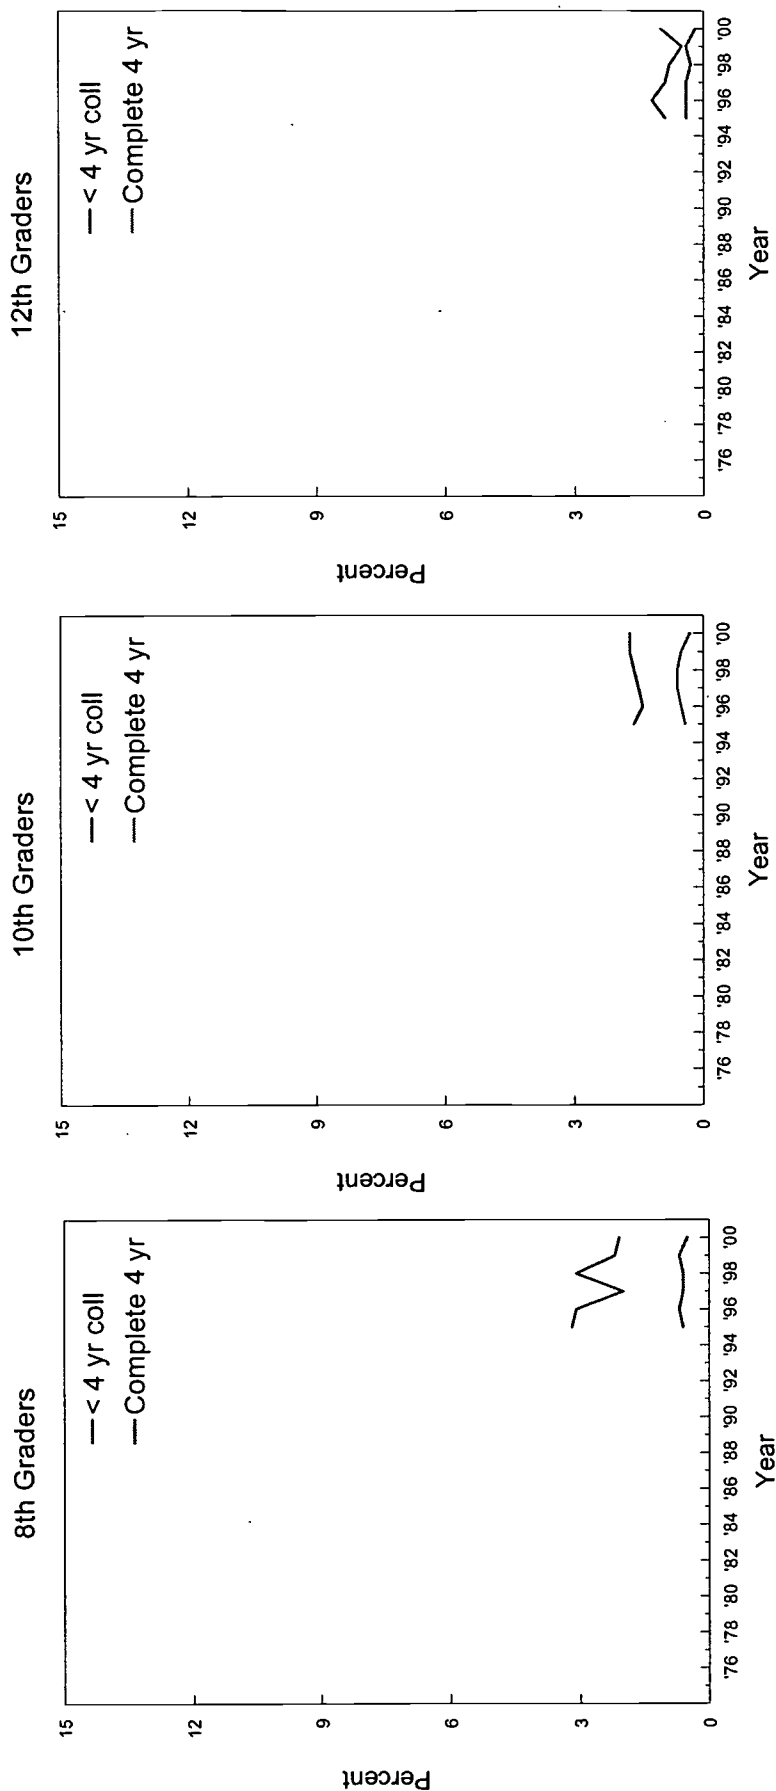 8th Graders
— < 4 yr coll
— Complete 4 yr
Percent
15
12
9
6
3
0
'76 '78 '80 '82 '84 '86 '88 '90 '92 '94 '96 '98 '00
Year
10th Graders
— < 4 yr coll
— Complete 4 yr
Percent
15
12
9
6
3
0
'76 '78 '80 '82 '84 '86 '88 '90 '92 '94 '96 '98 '00
Year
12th Graders
— < 4 yr coll
— Complete 4 yr
Percent
15
12
9
6
3
0
'76 '78 '80 '82 '84 '86 '88 '90 '92 '94 '96 '98 '00
Year